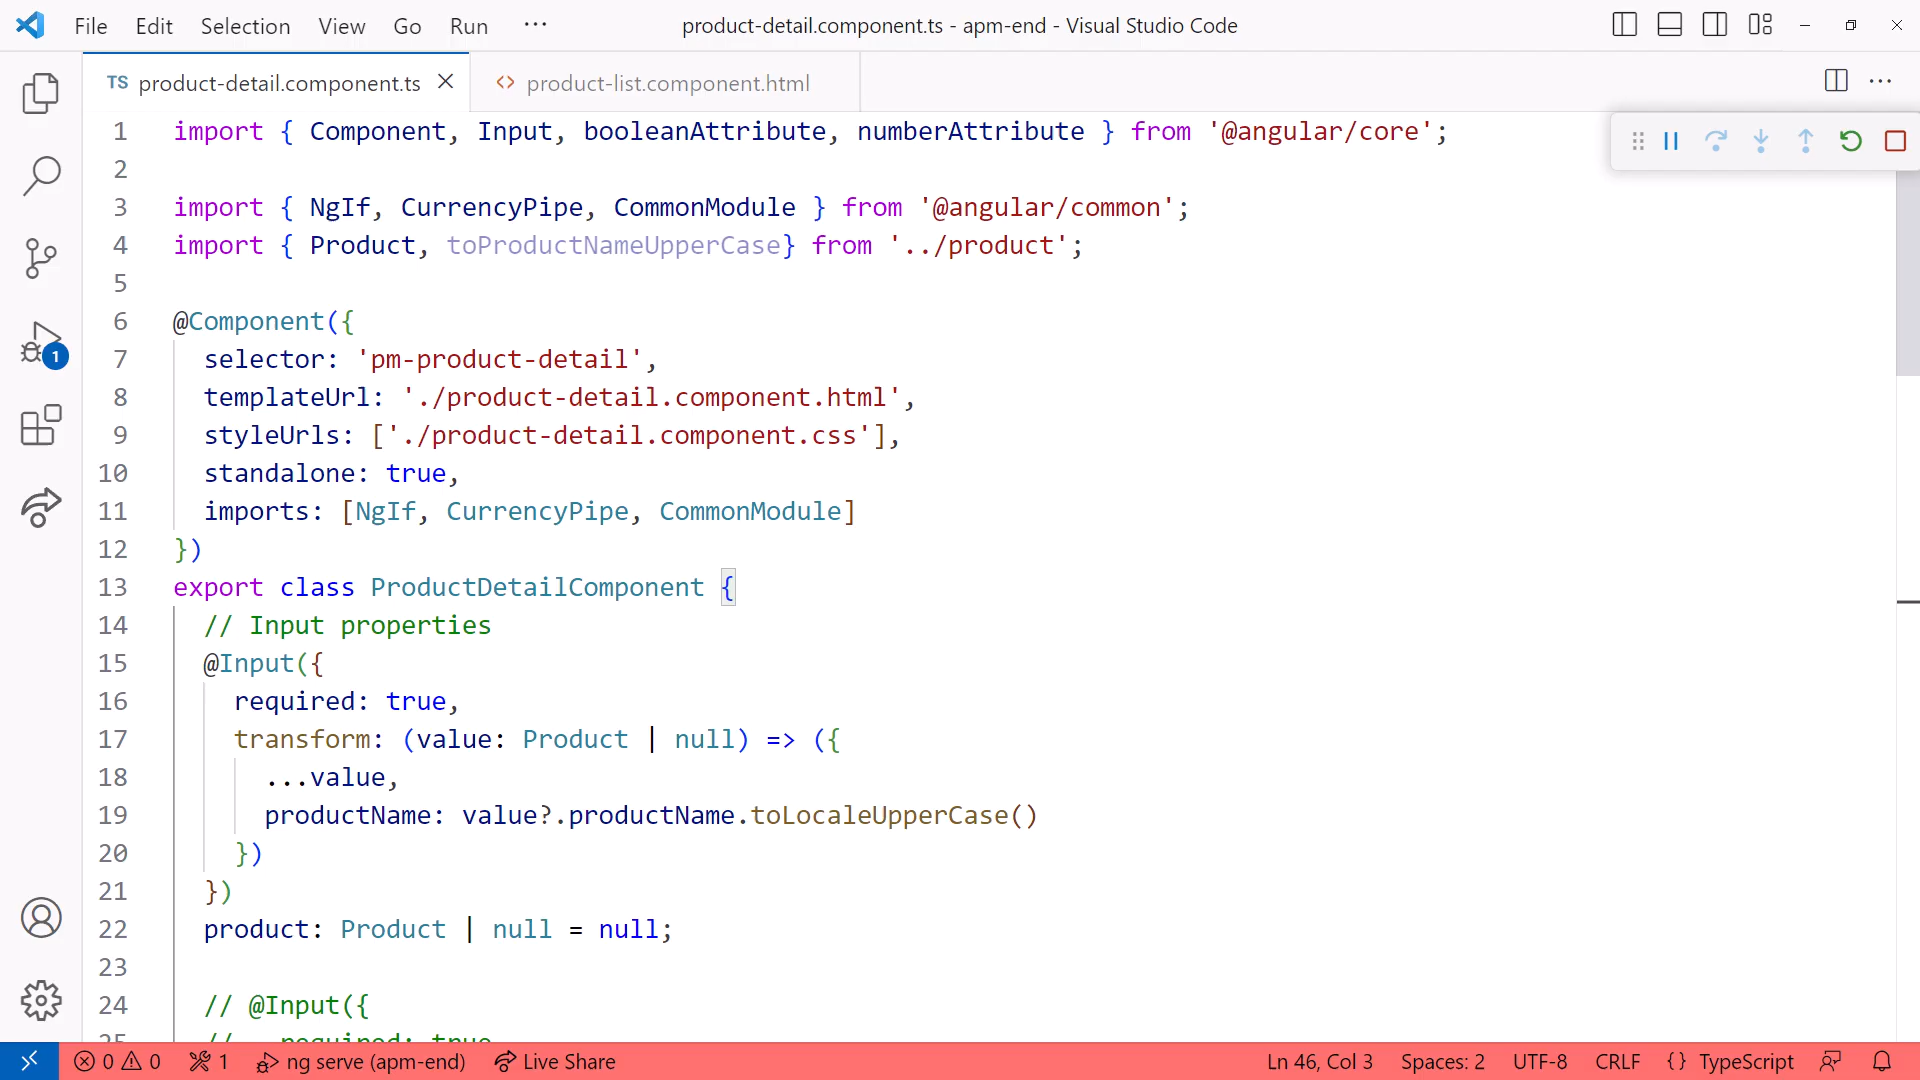 File Edit Selection View Go Run ··· product-detail.component.ts - apm-end - Visual Studio Code
TS product-detail.component.ts <> product-list.component.html
1 import { Component, Input, booleanAttribute, numberAttribute } from '@angular/core';
2
3 import { NgIf, CurrencyPipe, CommonModule } from '@angular/common';
4 import { Product, toProductNameUpperCase} from '../product';
5
6 @Component({
7 selector: 'pm-product-detail',
8 templateUrl: './product-detail.component.html',
9 styleUrls: ['./product-detail.component.css'],
10 standalone: true,
11 imports: [NgIf, CurrencyPipe, CommonModule]
12 })
13 export class ProductDetailComponent {
14 // Input properties
15 @Input({
16 required: true,
17 transform: (value: Product | null) => ({
18 ...value,
19 productName: value?.productName.toLocaleUpperCase()
20 })
21 })
22 product: Product | null = null;
23
24 // @Input({
25 // required: true
1
0 0 1 ng serve (apm-end) Live Share Ln 46, Col 3 Spaces: 2 UTF-8 CRLF {} TypeScript